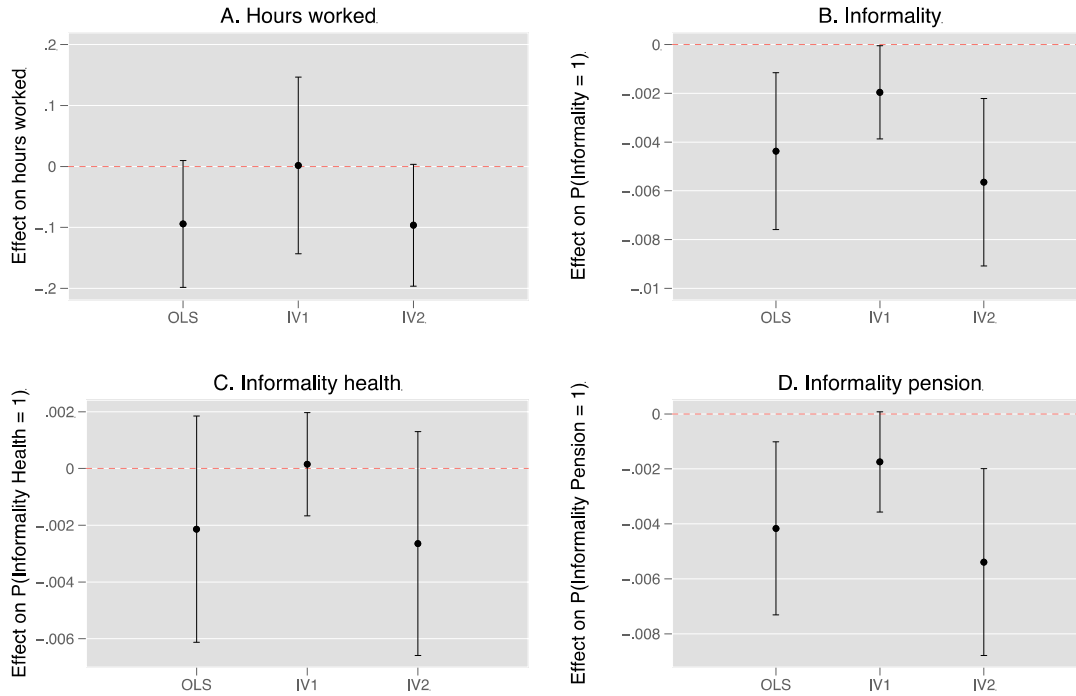 A. Hours worked
Effect on hours worked
.2
.1
0
-.1
-.2
OLS IV1 IV2
B. Informality
Effect on P(Informality = 1)
0
-.002
-.004
-.006
-.008
-.01
OLS IV1 IV2
C. Informality health
Effect on P(Informality Health = 1)
.002
0
-.002
-.004
-.006
OLS IV1 IV2
D. Informality pension
Effect on P(Informality Pension = 1)
0
-.002
-.004
-.006
-.008
OLS IV1 IV2